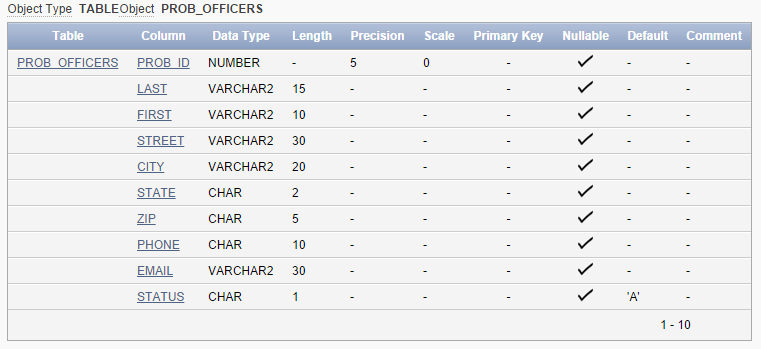 Object Type TABLE Object PROB_OFFICERS
Table Column Data Type Length Precision Scale Primary Key Nullable Default Comment
PROB_OFFICERS PROB_ID NUMBER - 5 0 - ✓ - -
LAST VARCHAR2 15 - - - ✓ - -
FIRST VARCHAR2 10 - - - ✓ - -
STREET VARCHAR2 30 - - - ✓ - -
CITY VARCHAR2 20 - - - ✓ - -
STATE CHAR 2 - - - ✓ - -
ZIP CHAR 5 - - - ✓ - -
PHONE CHAR 10 - - - ✓ - -
EMAIL VARCHAR2 30 - - - ✓ - -
STATUS CHAR 1 - - - ✓ 'A' -
1 - 10